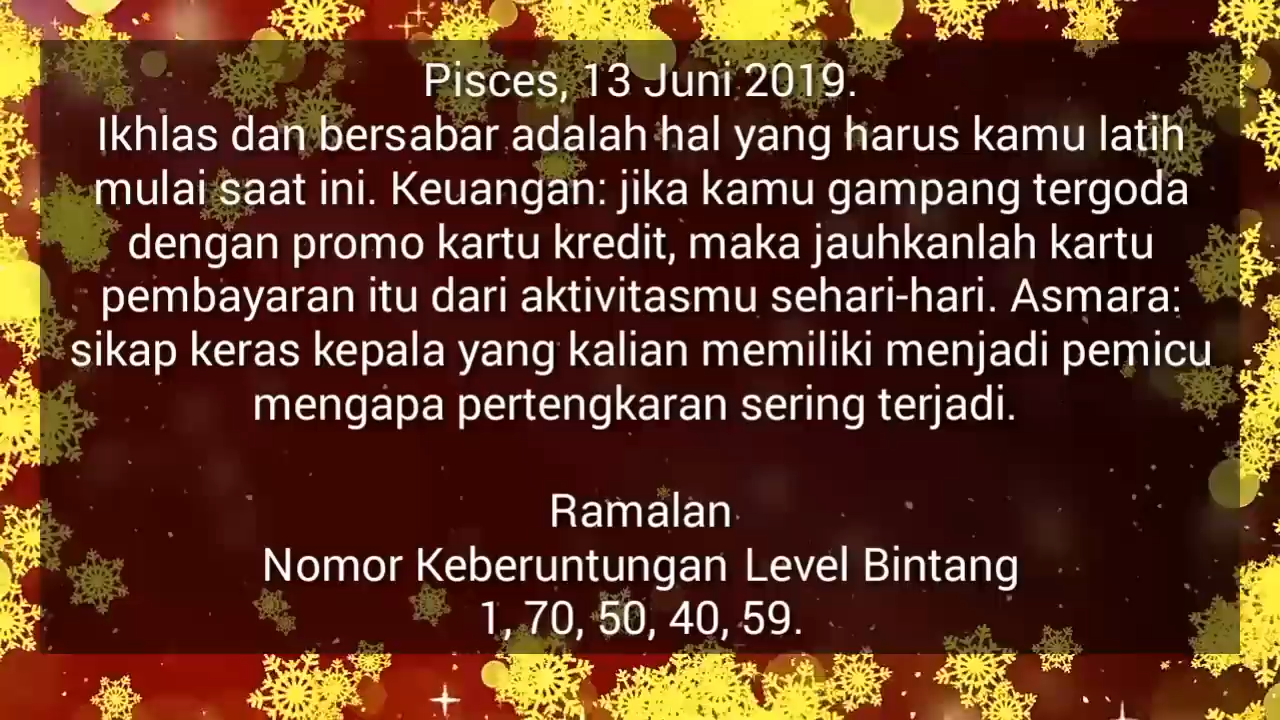 Pisces, 13 Juni 2019.
Ikhlas dan bersabar adalah hal yang harus kamu latih
mulai saat ini. Keuangan: jika kamu gampang tergoda
dengan promo kartu kredit, maka jauhkanlah kartu
pembayaran itu dari aktivitasmu sehari-hari. Asmara:
sikap keras kepala yang kalian memiliki menjadi pemicu
mengapa pertengkaran sering terjadi.
Ramalan
Nomor Keberuntungan Level Bintang
1, 70, 50, 40, 59.